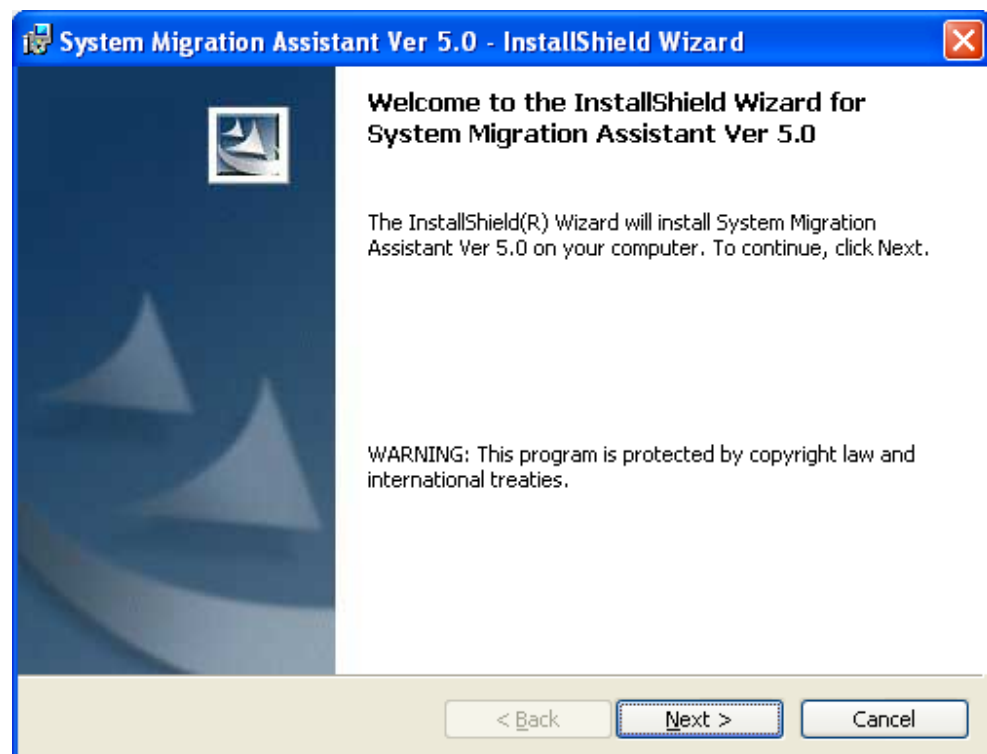 System Migration Assistant Ver 5.0 - InstallShield Wizard
Welcome to the InstallShield Wizard for
System Migration Assistant Ver 5.0
The InstallShield(R) Wizard will install System Migration
Assistant Ver 5.0 on your computer. To continue, click Next.
WARNING: This program is protected by copyright law and
international treaties.
< Back
Next >
Cancel